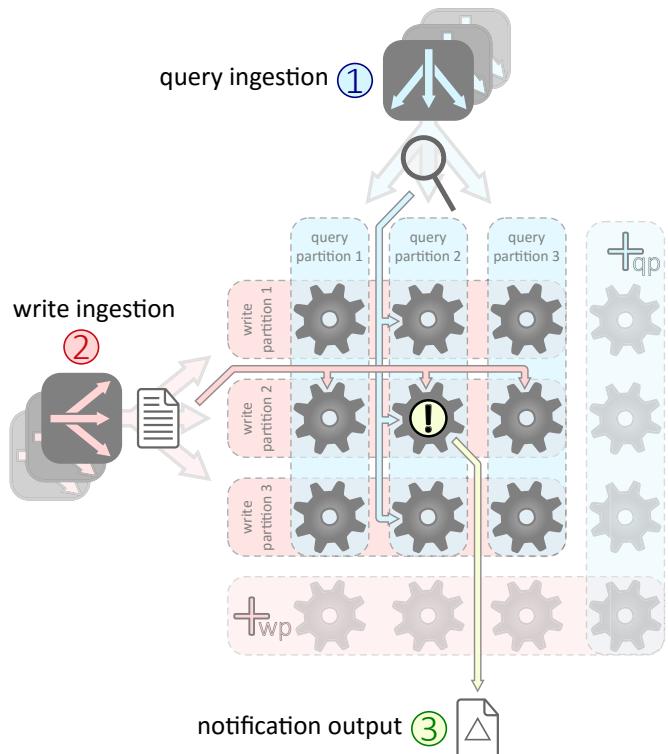 query ingestion 1
query
partition 1
query
partition 2
query
partition 3
+qp
write ingestion
2
write
partition 1
write
partition 2
!
write
partition 3
+wp
notification output 3